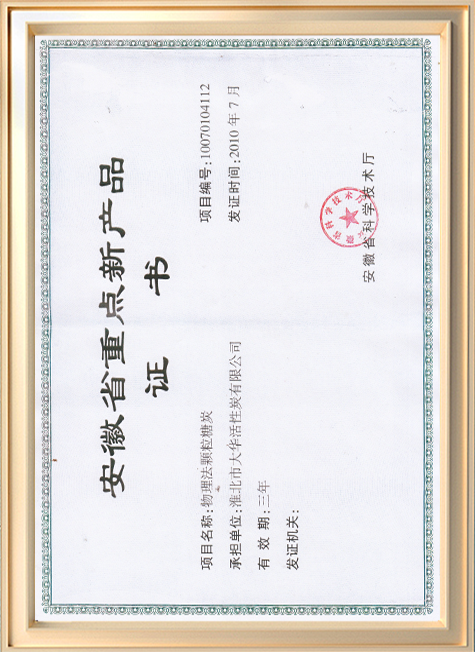 安徽省重点新产品
证书
项目名称:物理法颗粒糖炭
项目编号:10070104112
承担单位:淮北市大华活性炭有限公司
发证时间:2010 年 7 月
有 效 期:三年
发证机关:
安徽省科学技术厅